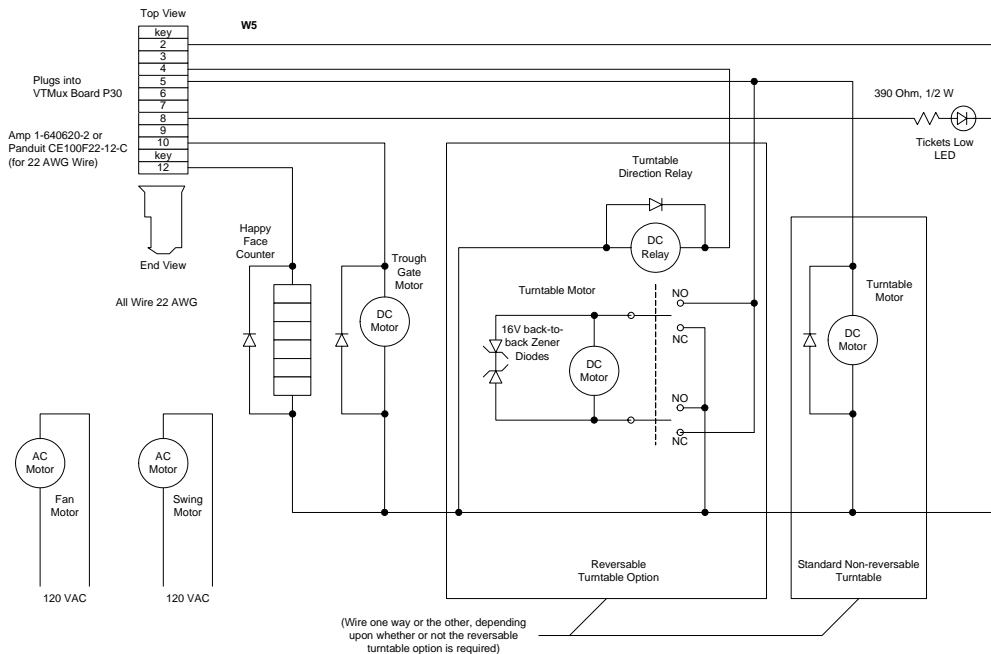 Top View
W5
key
2
3
4
5
6
7
8
9
10
key
12
Plugs into
VTMux Board P30
Amp 1-640620-2 or
Panduit CE100F22-12-C
(for 22 AWG Wire)
End View
All Wire 22 AWG
390 Ohm, 1/2 W
Tickets Low
LED
Happy
Face
Counter
Trough
Gate
Motor
DC
Motor
Turntable
Direction Relay
DC
Relay
Turntable Motor
16V back-to-
back Zener
Diodes
DC
Motor
NO
NC
NO
NC
Turntable
Motor
DC
Motor
AC
Motor
Fan
Motor
120 VAC
AC
Motor
Swing
Motor
120 VAC
Reversable
Turntable Option
Standard Non-reversable
Turntable
(Wire one way or the other, depending
upon whether or not the reversable
turntable option is required)